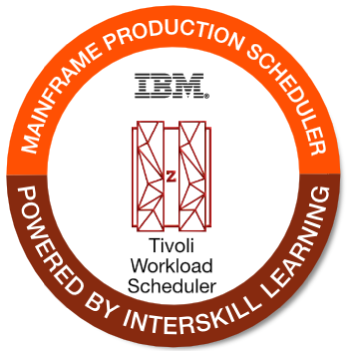 MAINFRAME PRODUCTION SCHEDULER
IBM®
z
Tivoli
Workload
Scheduler
POWERED BY INTERSKILL LEARNING